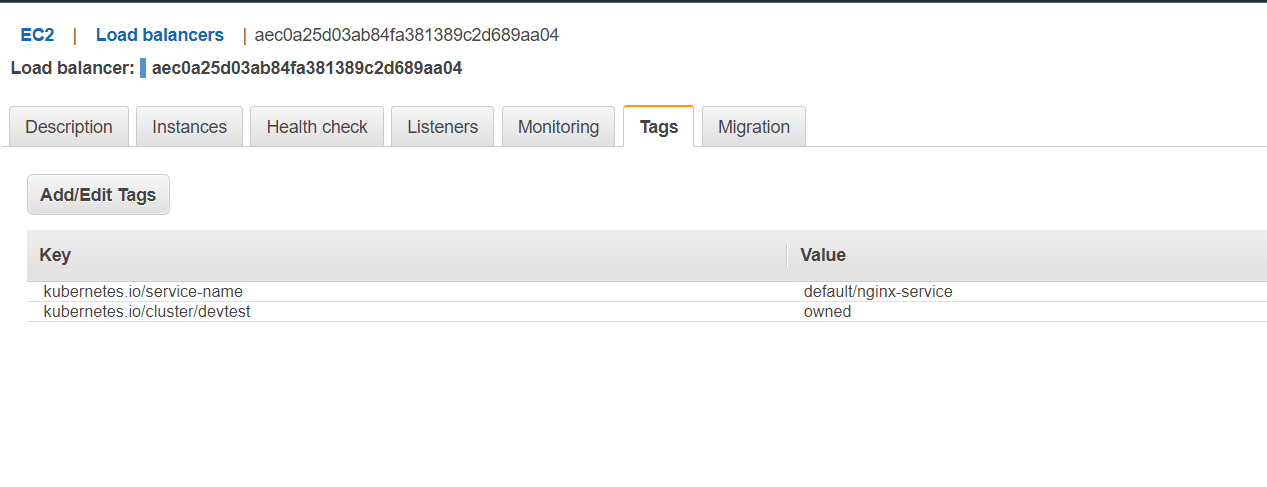 EC2 | Load balancers | aec0a25d03ab84fa381389c2d689aa04
Load balancer: aec0a25d03ab84fa381389c2d689aa04
Description Instances Health check Listeners Monitoring Tags Migration
Add/Edit Tags
Key Value
kubernetes.io/service-name default/nginx-service
kubernetes.io/cluster/devtest owned